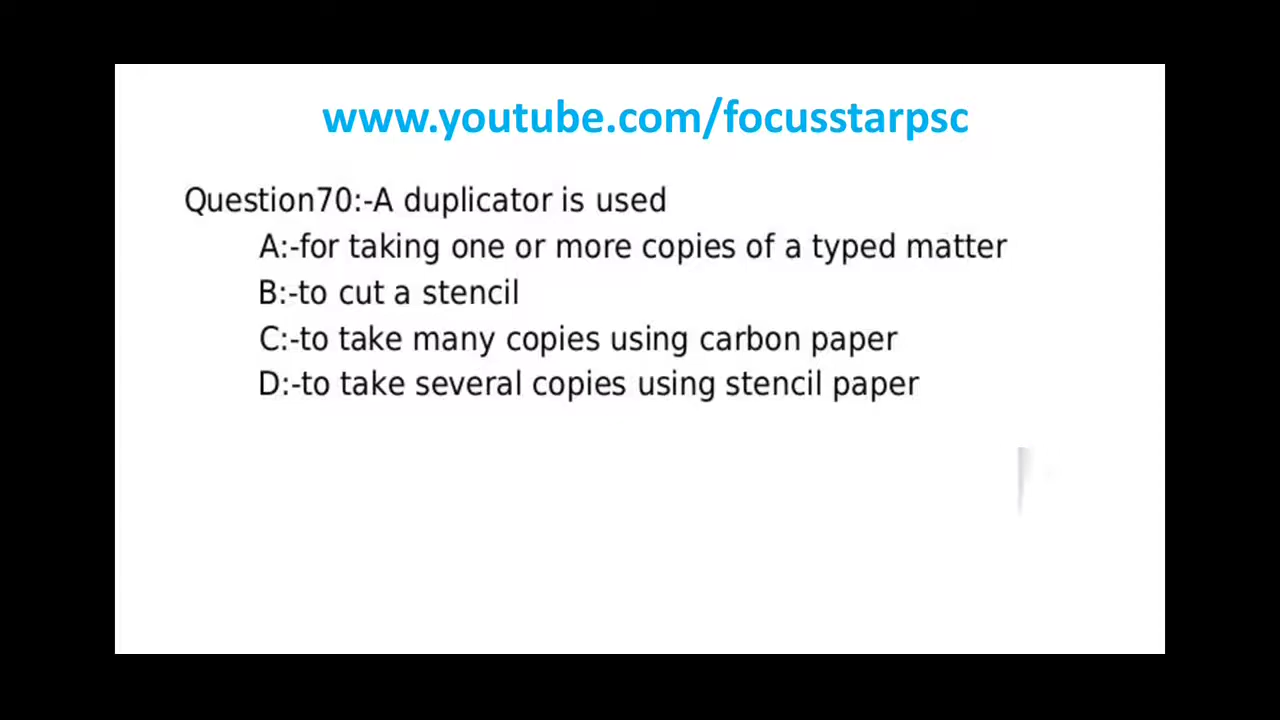 www.youtube.com/focusstarpsc
Question70:-A duplicator is used
A:-for taking one or more copies of a typed matter
B:-to cut a stencil
C:-to take many copies using carbon paper
D:-to take several copies using stencil paper